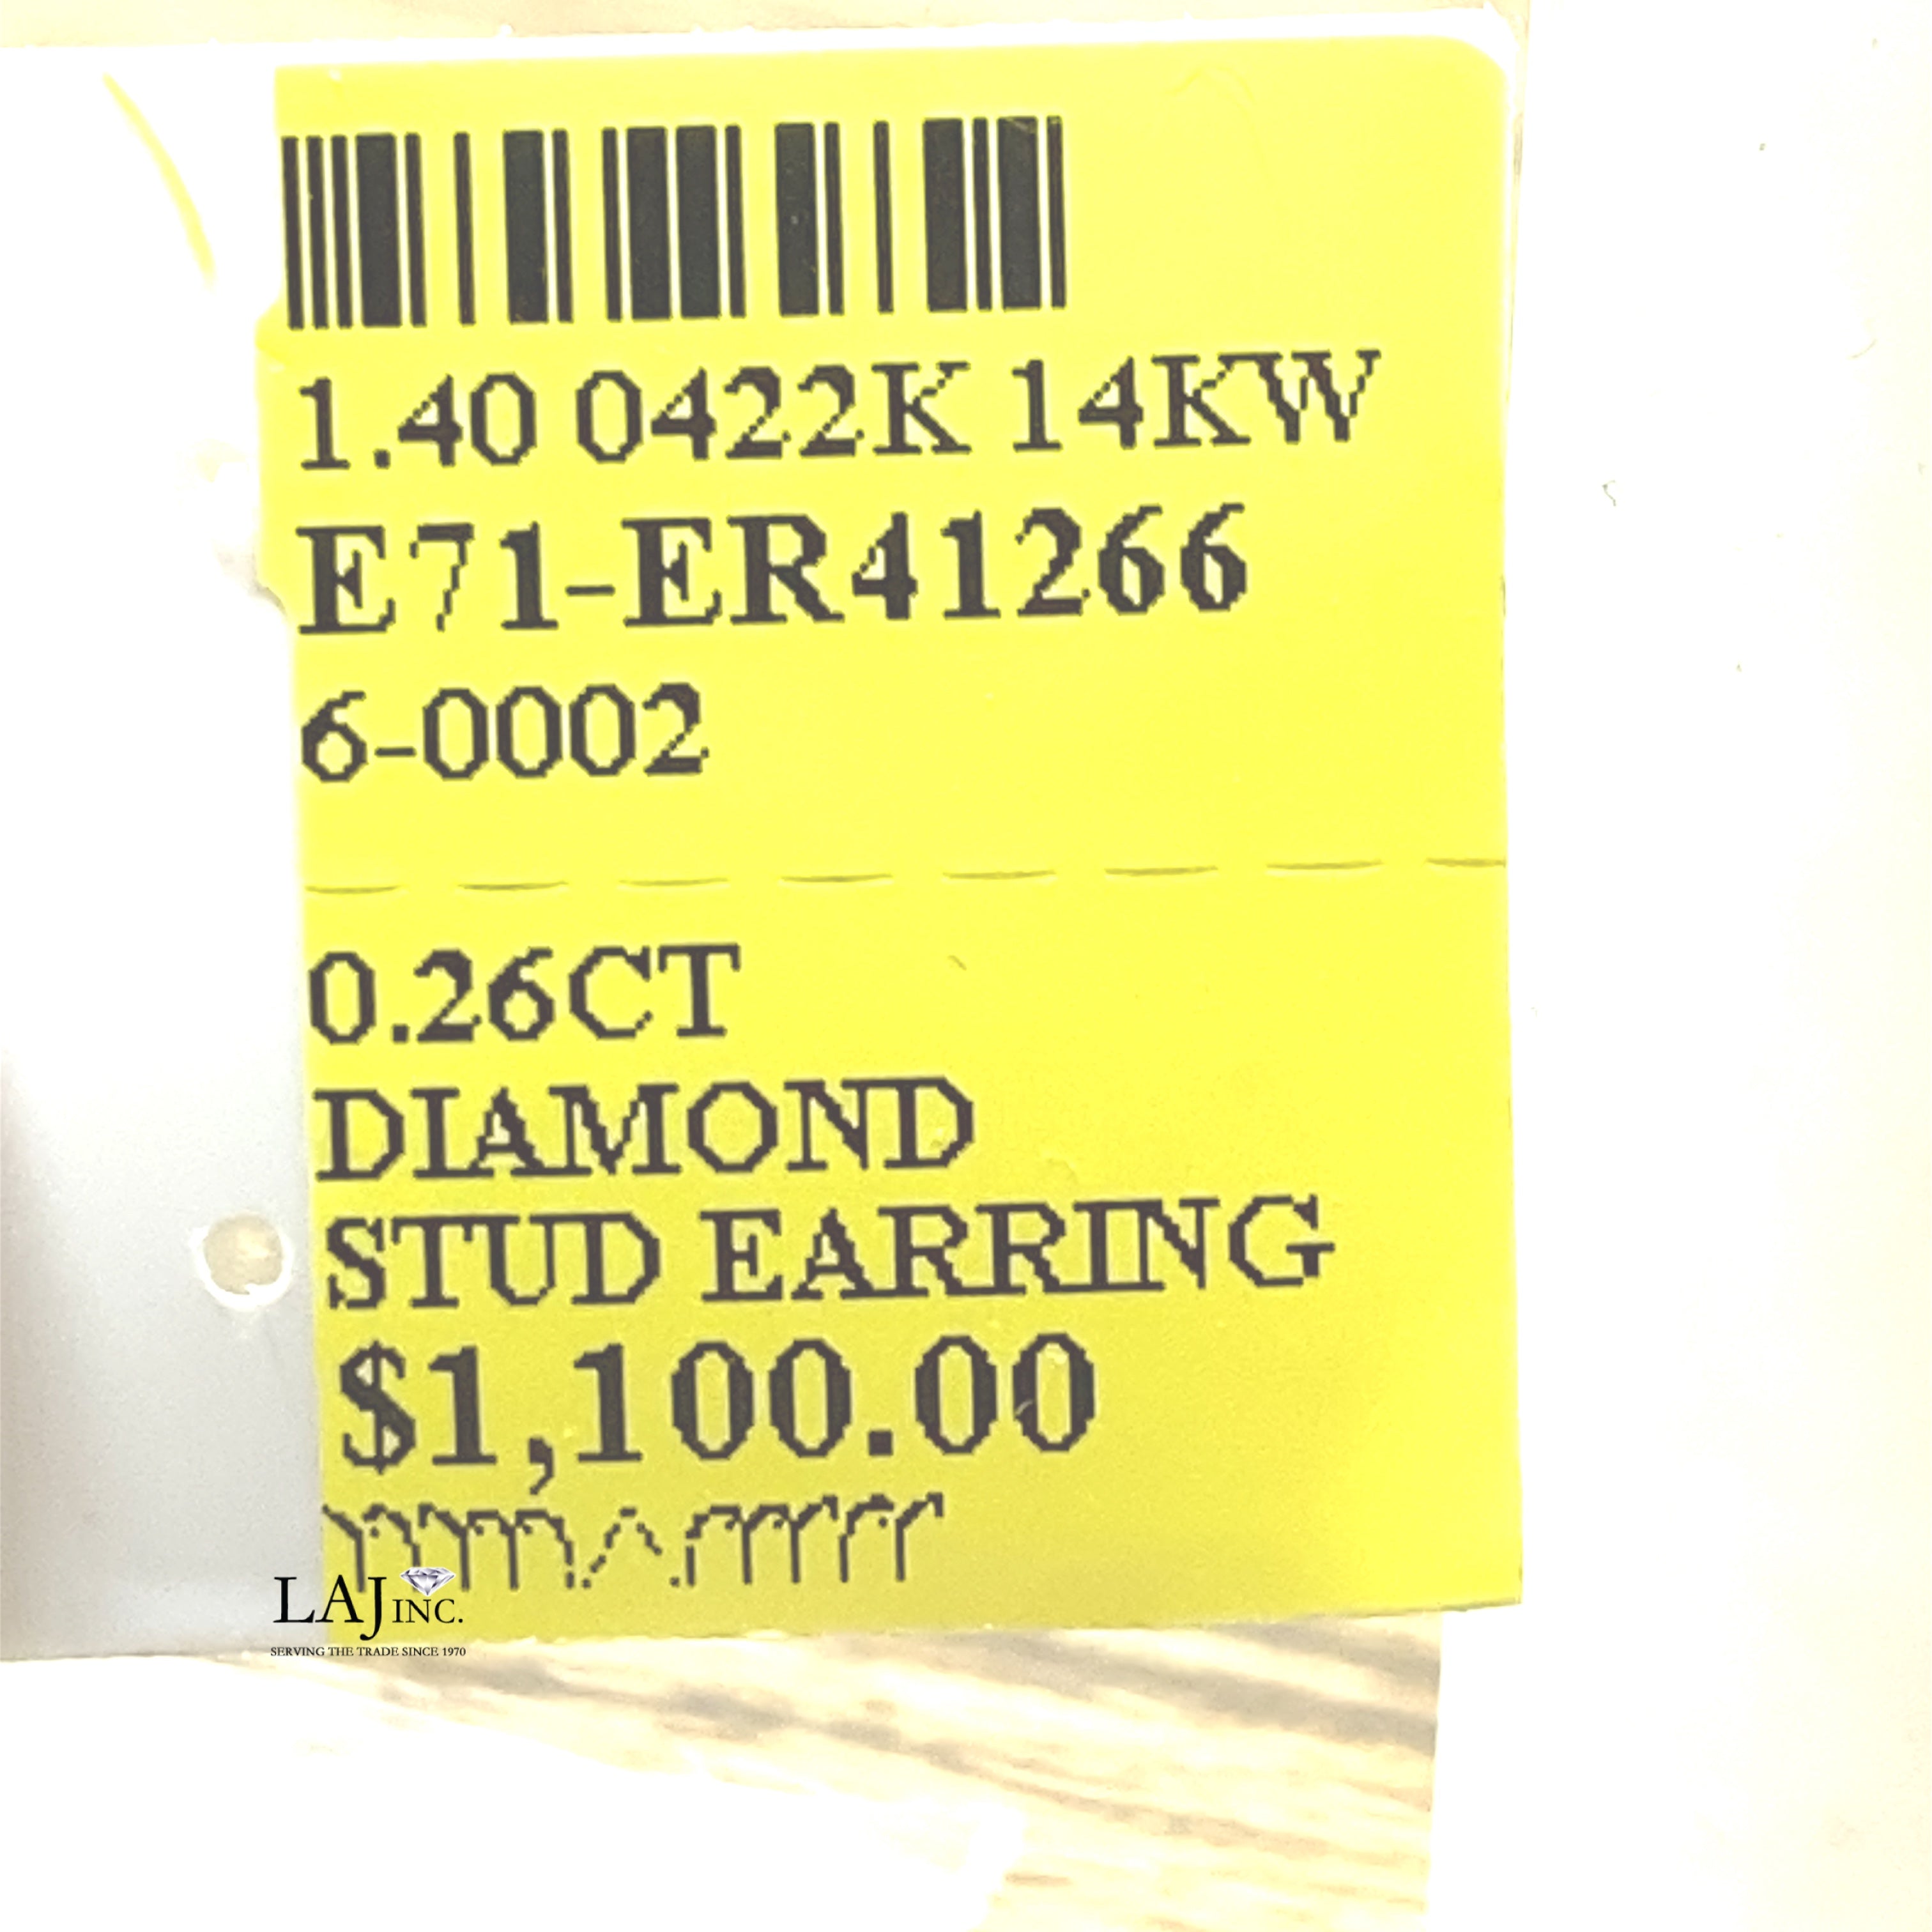 1.40 0422K 14KW
E71-ER41266
6-0002
0.26CT
DIAMOND
STUD EARRING
$1,100.00
LAJ INC.
SERVING THE TRADE SINCE 1970